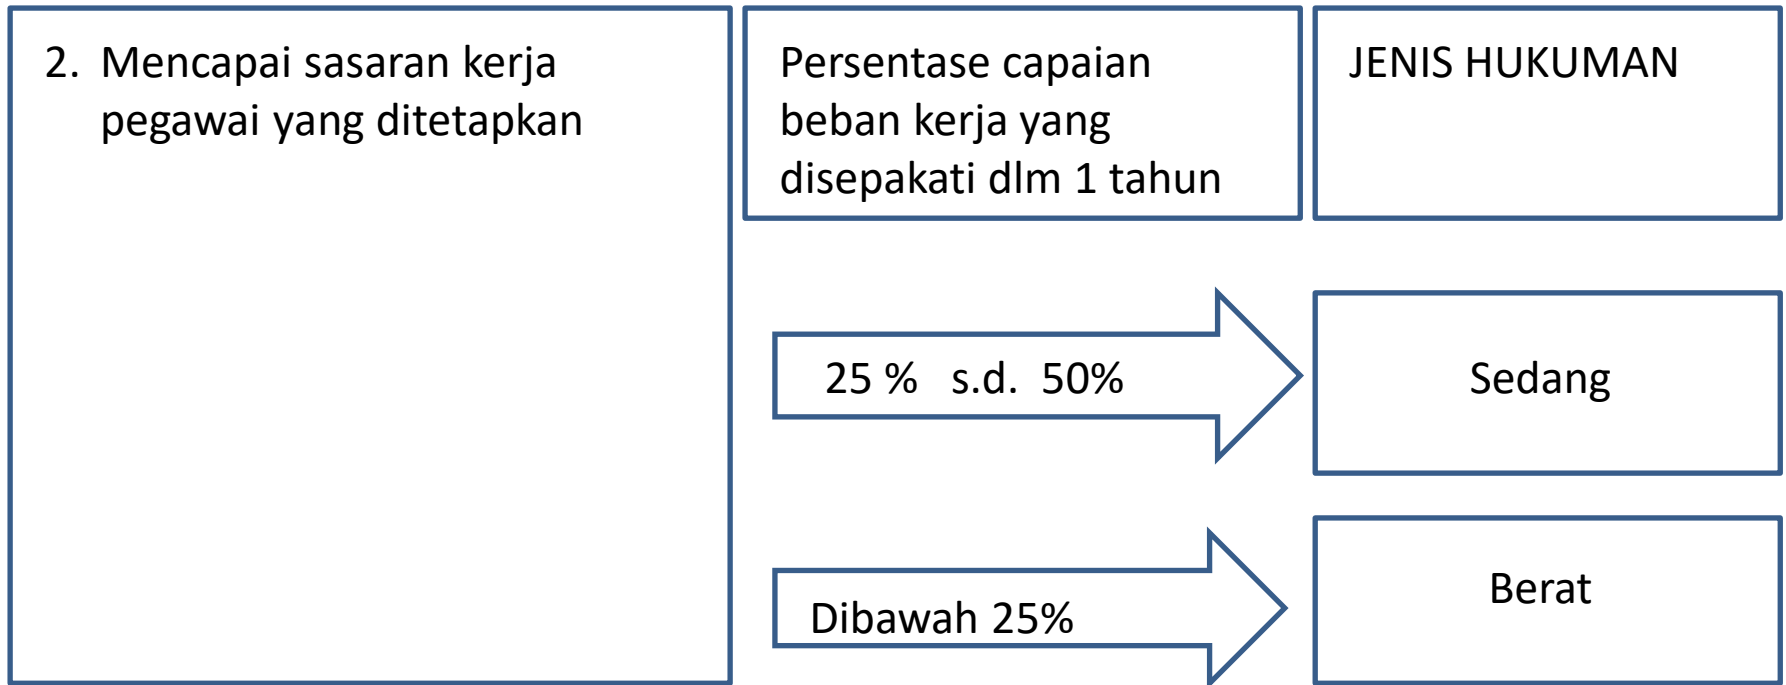 2. Mencapai sasaran kerja
pegawai yang ditetapkan
Persentase capaian
beban kerja yang
disepakati dlm 1 tahun
JENIS HUKUMAN
25 % s.d. 50%
Sedang
Dibawah 25%
Berat